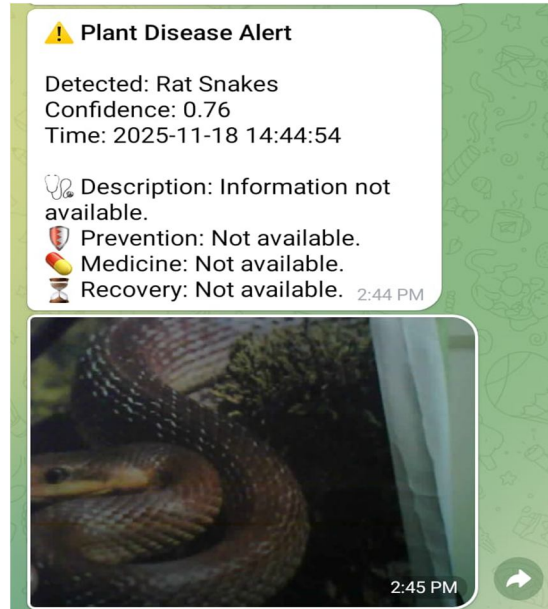 ⚠️ Plant Disease Alert
Detected: Rat Snakes
Confidence: 0.76
Time: 2025-11-18 14:44:54
🩺 Description: Information not
available.
🛡️ Prevention: Not available.
💊 Medicine: Not available.
⏳ Recovery: Not available. 2:44 PM
2:45 PM